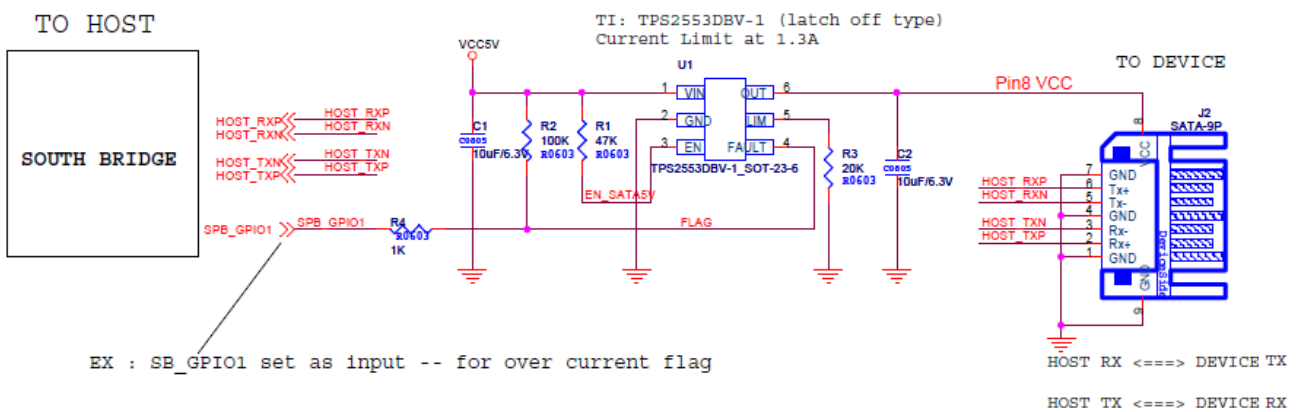 TO HOST
TI: TPS2553DBV-1 (latch off type)
Current Limit at 1.3A
VCC5V
U1
TO DEVICE
Pin8 VCC
1 VIN OUT 6
2 GND LIM 5
3 EN FAULT 4
TPS2553DBV-1_SOT-23-6
J2
SATA-9P
HOST_RXP HOST_RXP
HOST_RXN HOST_RXN
HOST_TXN HOST_TXN
HOST_TXP HOST_TXP
SOUTH BRIDGE
C1
C0805
10uF/6.3V
R2
100K
R0603
R1
47K
R0603
R3
20K
R0603
C2
C0805
10uF/6.3V
EN_SATA5V
SPB_GPIO1 SPB_GPIO1
R4
R0603
1K
FLAG
8
VCC
7 GND
HOST_RXP 6 Tx+
HOST_RXN 5 Tx-
4 GND
HOST_TXN 3 Rx-
HOST_TXP 2 Rx+
1 GND
GND
9
EX : SB_GPIO1 set as input -- for over current flag
HOST RX <===> DEVICE TX
HOST TX <===> DEVICE RX